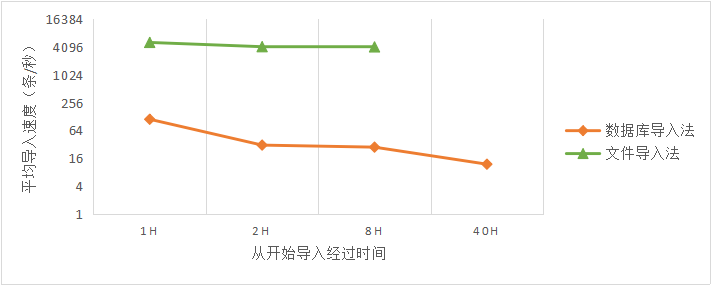 16384
4096
1024
256
64
16
4
1
平均导入速度（条/秒）
1H
2H
8H
40H
从开始导入经过时间
数据库导入法
文件导入法